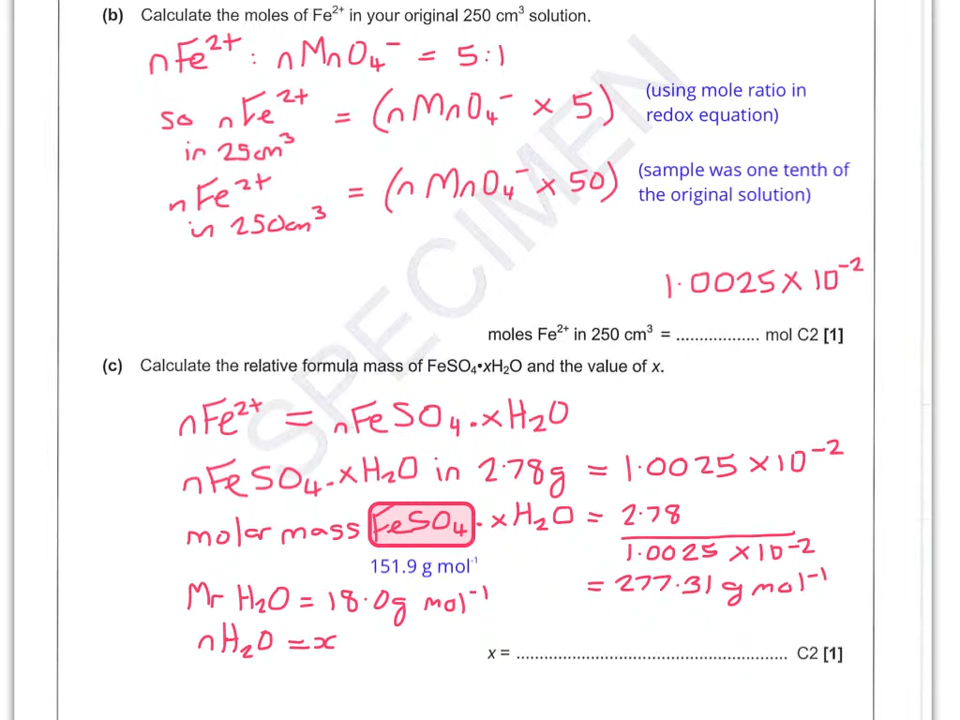 (b) Calculate the moles of Fe²⁺ in your original 250 cm³ solution.
nFe²⁺ : nMnO₄⁻ = 5:1
so nFe²⁺ = (nMnO₄⁻ × 5) (using mole ratio in
in 25cm³ redox equation)
nFe²⁺ = (nMnO₄⁻ × 50) (sample was one tenth of
in 250cm³ the original solution)
1.0025 × 10⁻²
moles Fe²⁺ in 250 cm³ = .................. mol C2 [1]
(c) Calculate the relative formula mass of FeSO₄•xH₂O and the value of x.
nFe²⁺ = nFeSO₄.xH₂O
nFeSO₄.xH₂O in 2.78g = 1.0025 × 10⁻²
molar mass FeSO₄.xH₂O = 2.78
1.0025 × 10⁻²
151.9 g mol⁻¹
= 277.31 g mol⁻¹
Mr H₂O = 18.0g mol⁻¹
nH₂O = x
x = .................................................................. C2 [1]
SPECIMEN